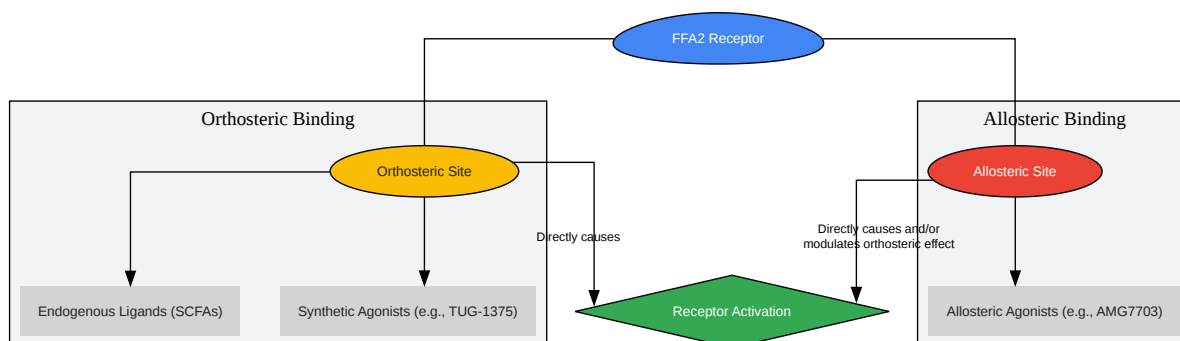 FFA2 Receptor
Orthosteric Binding
Allosteric Binding
Orthosteric Site
Allosteric Site
Directly causes
Directly causes and/or
modulates orthosteric effect
Endogenous Ligands (SCFAs)
Synthetic Agonists (e.g., TUG-1375)
Receptor Activation
Allosteric Agonists (e.g., AMG7703)